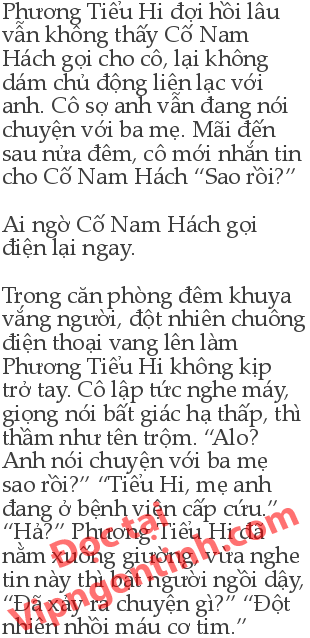 Phương Tiểu Hi đợi hồi lâu
vẫn không thấy Cố Nam
Hách gọi cho cô, lại không
dám chủ động liên lạc với
anh. Cô sợ anh vẫn đang nói
chuyện với ba mẹ. Mãi đến
sau nửa đêm, cô mới nhắn tin
cho Cố Nam Hách “Sao rồi?”
Ai ngờ Cố Nam Hách gọi
điện lại ngay.
Trong căn phòng đêm khuya
vắng người, đột nhiên chuông
điện thoại vang lên làm
Phương Tiểu Hi không kịp
trở tay. Cô lập tức nghe máy,
giọng nói bất giác hạ thấp, thì
thầm như tên trộm. “Alo?
Anh nói chuyện với ba mẹ
sao rồi?” “Tiểu Hi, mẹ anh
đang ở bệnh viện cấp cứu.”
“Hả?” Phương Tiểu Hi đã
nằm xuống giường, vừa nghe
tin này thì bật người ngồi dậy,
“Đã xảy ra chuyện gì?” “Đột
nhiên nhồi máu cơ tim.”
Đọc tại
Vipngontinh.com